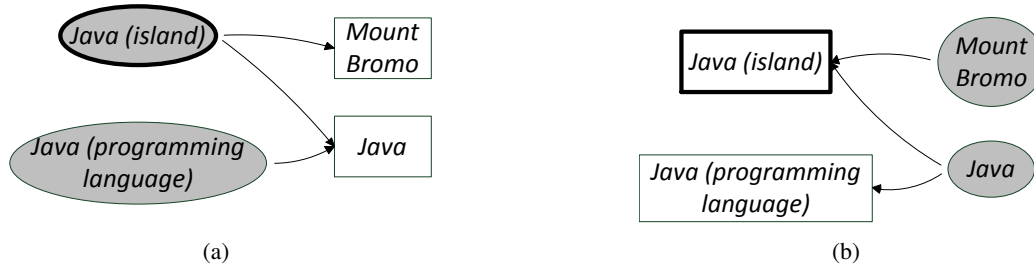 Java (island)
Mount
Bromo
Java (programming
language)
Java
(a)
Java (island)
Mount
Bromo
Java (programming
language)
Java
(b)